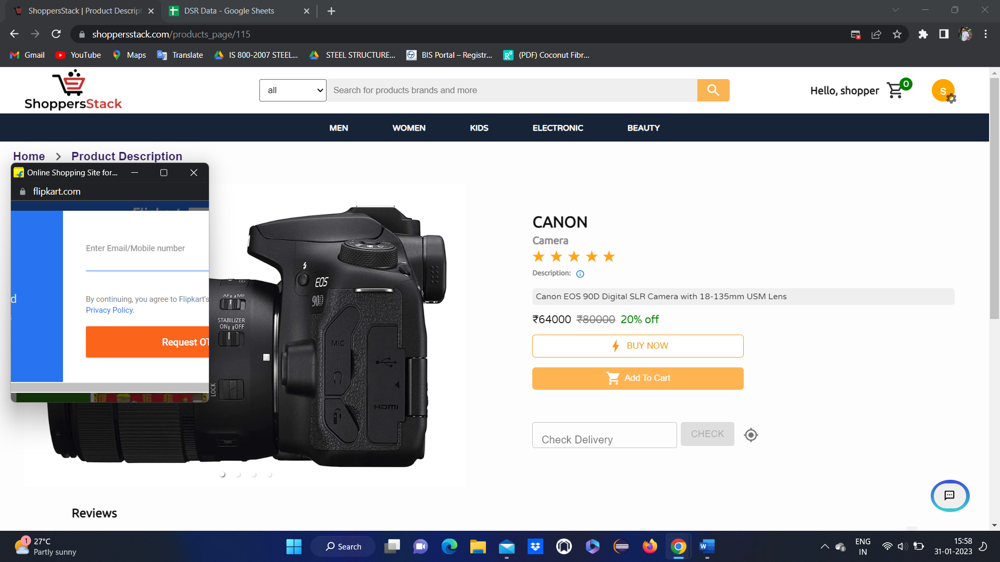 ShoppersStack | Product Descript
DSR Data - Google Sheets
shoppersstack.com/products_page/115
Gmail
YouTube
Maps
Translate
IS 800-2007 STEEL...
STEEL STRUCTURE...
BIS Portal – Registr...
(PDF) Coconut Fibr...
ShoppersStack
all
Search for products brands and more
Hello, shopper
0
S
MEN
WOMEN
KIDS
ELECTRONIC
BEAUTY
Home
Product Description
Online Shopping Site for...
flipkart.com
Enter Email/Mobile number
d
By continuing, you agree to Flipkart's
Privacy Policy.
Request OT
EOS
90D
AF MF
STABILIZER
ON OFF
MIC
LOCK
HDMI
CANON
Camera
Description:
Canon EOS 90D Digital SLR Camera with 18-135mm USM Lens
₹64000 ₹80000 20% off
BUY NOW
Add To Cart
Check Delivery
CHECK
Reviews
1
27°C
Partly sunny
Search
W
ENG
IN
15:58
31-01-2023